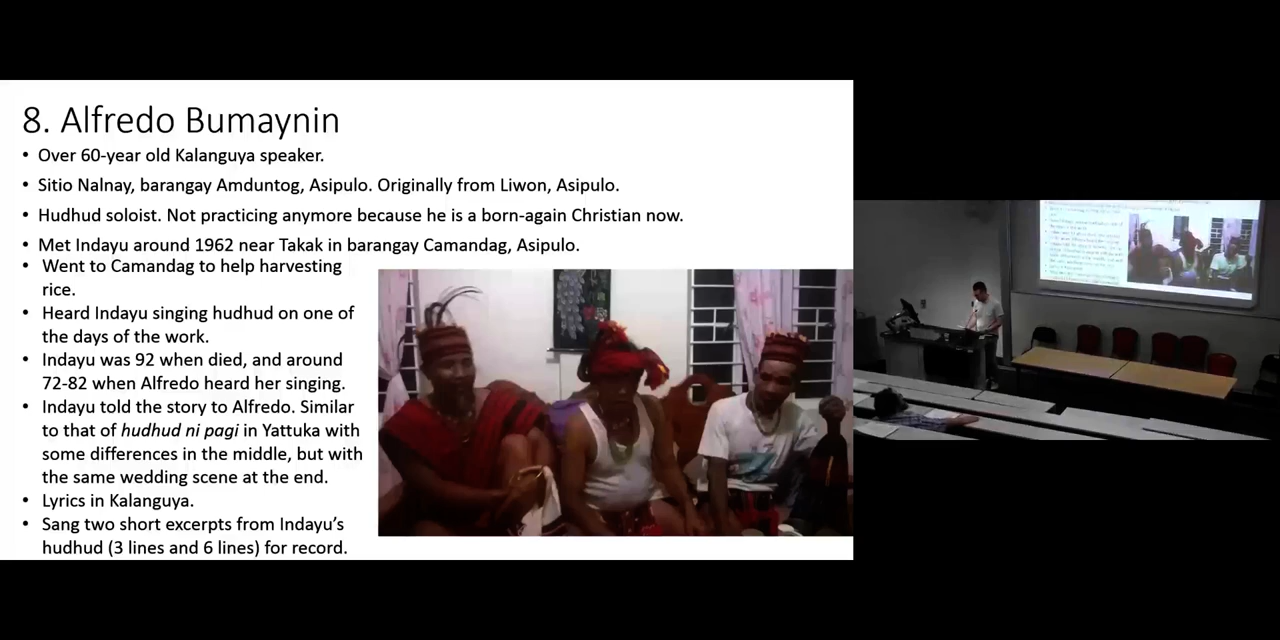 8. Alfredo Bumaynin
• Over 60-year old Kalanguya speaker.
• Sitio Nalnay, barangay Amduntog, Asipulo. Originally from Liwon, Asipulo.
• Hudhud soloist. Not practicing anymore because he is a born-again Christian now.
• Met Indayu around 1962 near Takak in barangay Camandag, Asipulo.
• Went to Camandag to help harvesting
rice.
• Heard Indayu singing hudhud on one of
the days of the work.
• Indayu was 92 when died, and around
72-82 when Alfredo heard her singing.
• Indayu told the story to Alfredo. Similar
to that of hudhud ni pagi in Yattuka with
some differences in the middle, but with
the same wedding scene at the end.
• Lyrics in Kalanguya.
• Sang two short excerpts from Indayu's
hudhud (3 lines and 6 lines) for record.